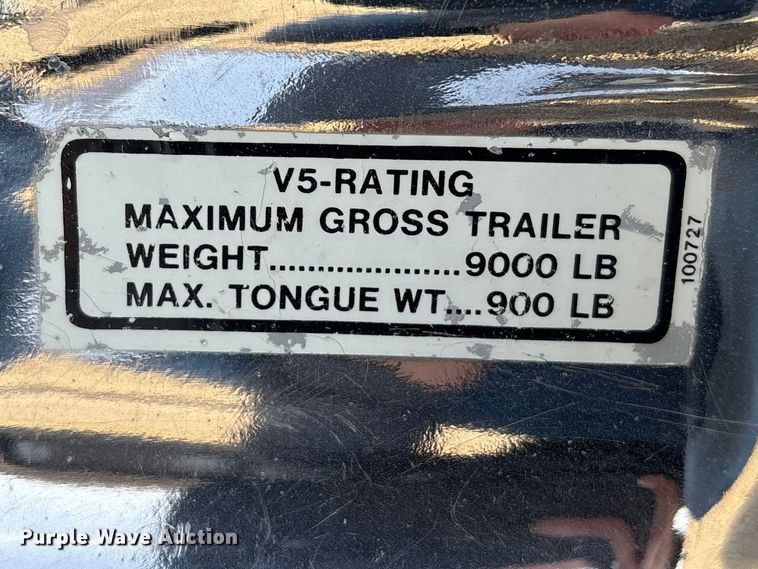 V5-RATING
MAXIMUM GROSS TRAILER
WEIGHT....................9000 LB
MAX. TONGUE WT....900 LB
100727
Purple Wave Auction